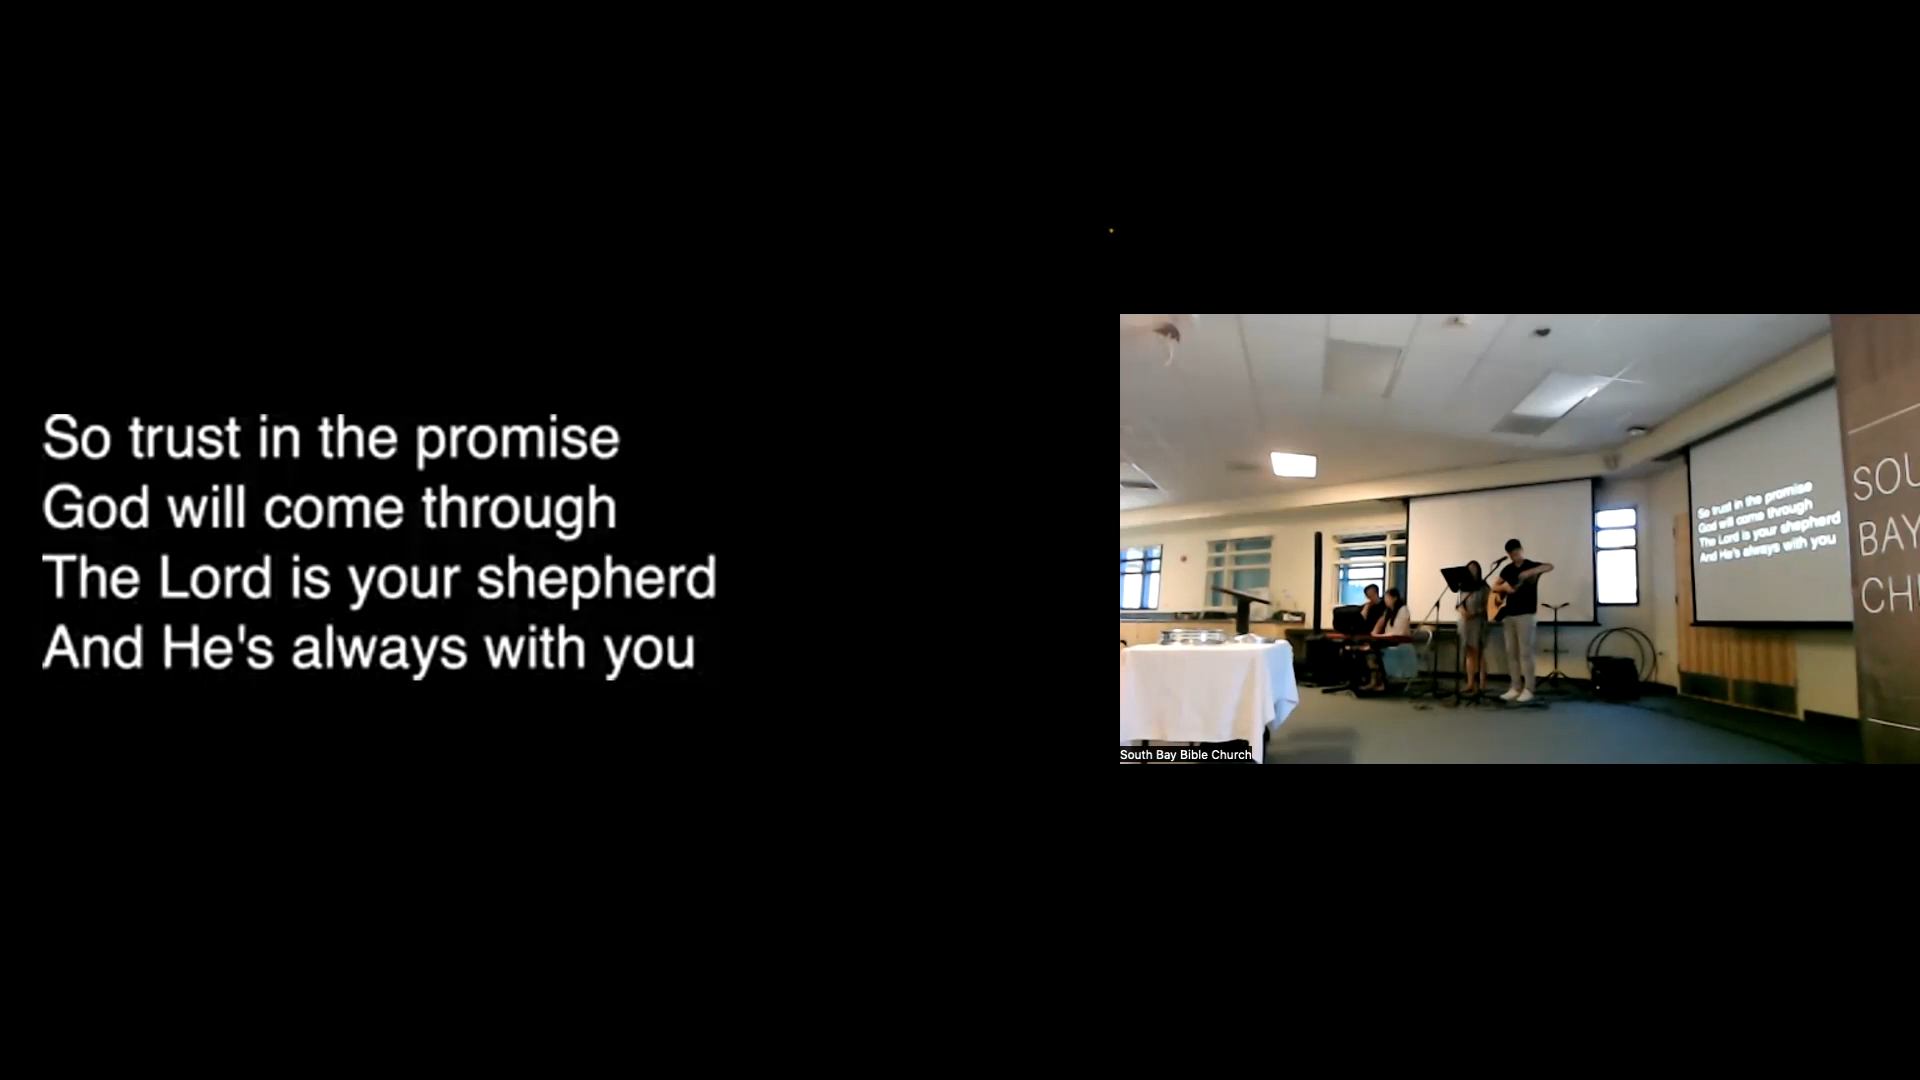 So trust in the promise
God will come through
The Lord is your shepherd
And He's always with you
So trust in the promise
God will come through
The Lord is your shepherd
And He's always with you
SOU
BAY
CH
South Bay Bible Church